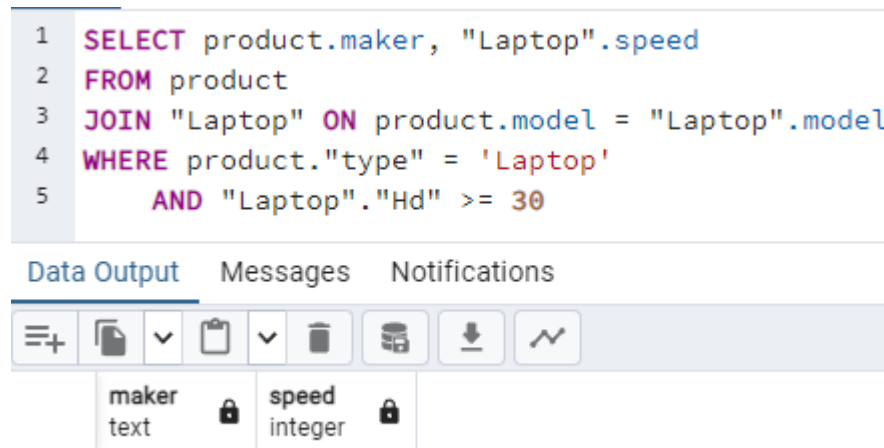 1 SELECT product.maker, "Laptop".speed
2 FROM product
3 JOIN "Laptop" ON product.model = "Laptop".model
4 WHERE product."type" = 'Laptop'
5 AND "Laptop"."Hd" >= 30
Data Output Messages Notifications
maker speed
text integer